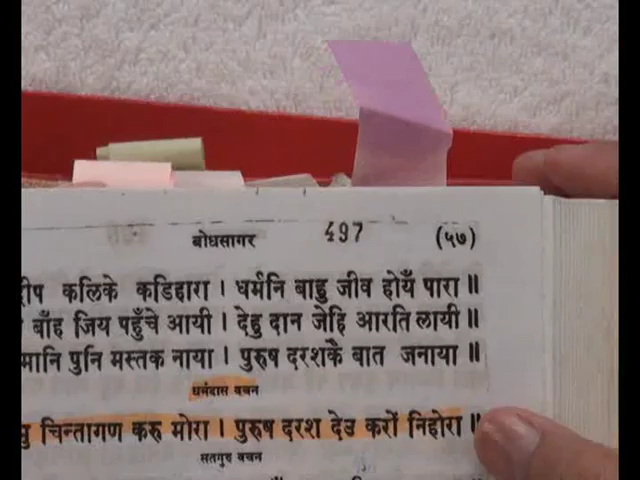 बोधसागर 497 (५७)
कलिके कडिहारा । धर्मनि बाहु जीव होयँ पारा ॥
बाँह जिय पहुँचे आयी । देहु दान जेहि आरति लायी ॥
मानि पुनि मस्तक नाया । पुरुष दरशकै बात जनाया ॥
धर्मदास वचन
चिन्तागण करु मोरा । पुरुष दरश देउ करों निहोरा ॥
सतगुरु वचन